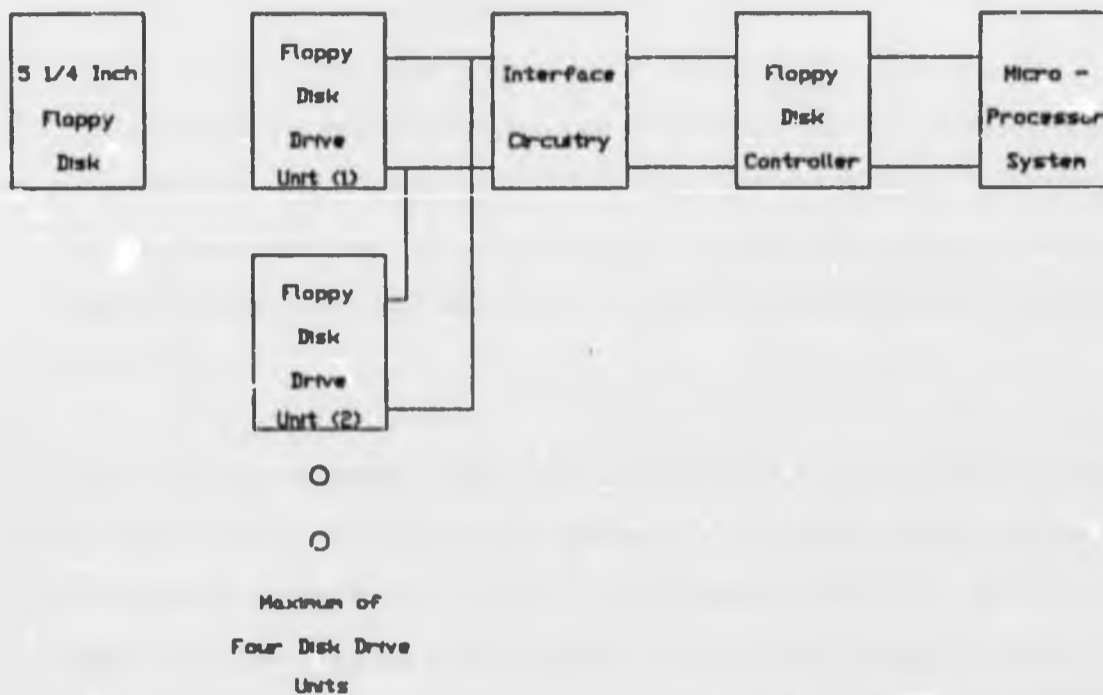 5 1/4 Inch
Floppy
Disk
Floppy
Disk
Drive
Unit (1)
Interface
Circuitry
Floppy
Disk
Controller
Micro -
Processor
System
Floppy
Disk
Drive
Unit (2)
Maximum of
Four Disk Drive
Units